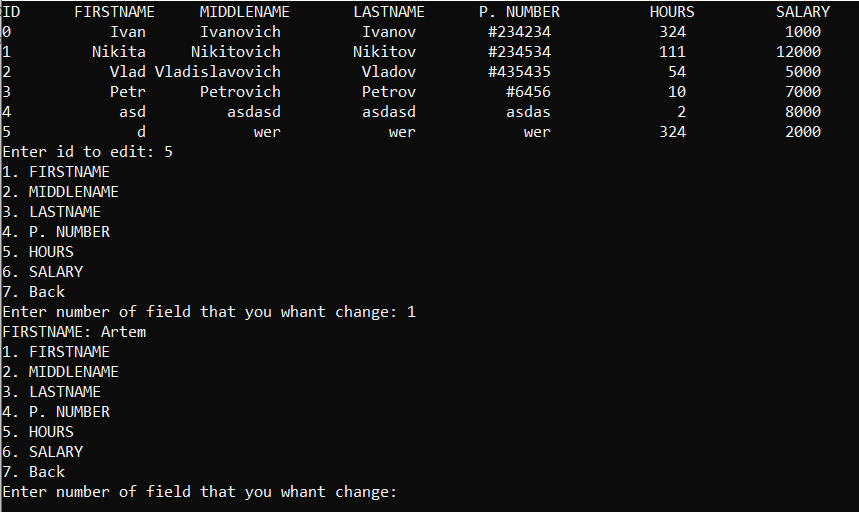 ID FIRSTNAME MIDDLENAME LASTNAME P. NUMBER HOURS SALARY
0 Ivan Ivanovich Ivanov #234234 324 1000
1 Nikita Nikitovich Nikitov #234534 111 12000
2 Vlad Vladislavovich Vladov #435435 54 5000
3 Petr Petrovich Petrov #6456 10 7000
4 asd asdasd asdasd asdas 2 8000
5 d wer wer wer 324 2000
Enter id to edit: 5
1. FIRSTNAME
2. MIDDLENAME
3. LASTNAME
4. P. NUMBER
5. HOURS
6. SALARY
7. Back
Enter number of field that you whant change: 1
FIRSTNAME: Artem
1. FIRSTNAME
2. MIDDLENAME
3. LASTNAME
4. P. NUMBER
5. HOURS
6. SALARY
7. Back
Enter number of field that you whant change: